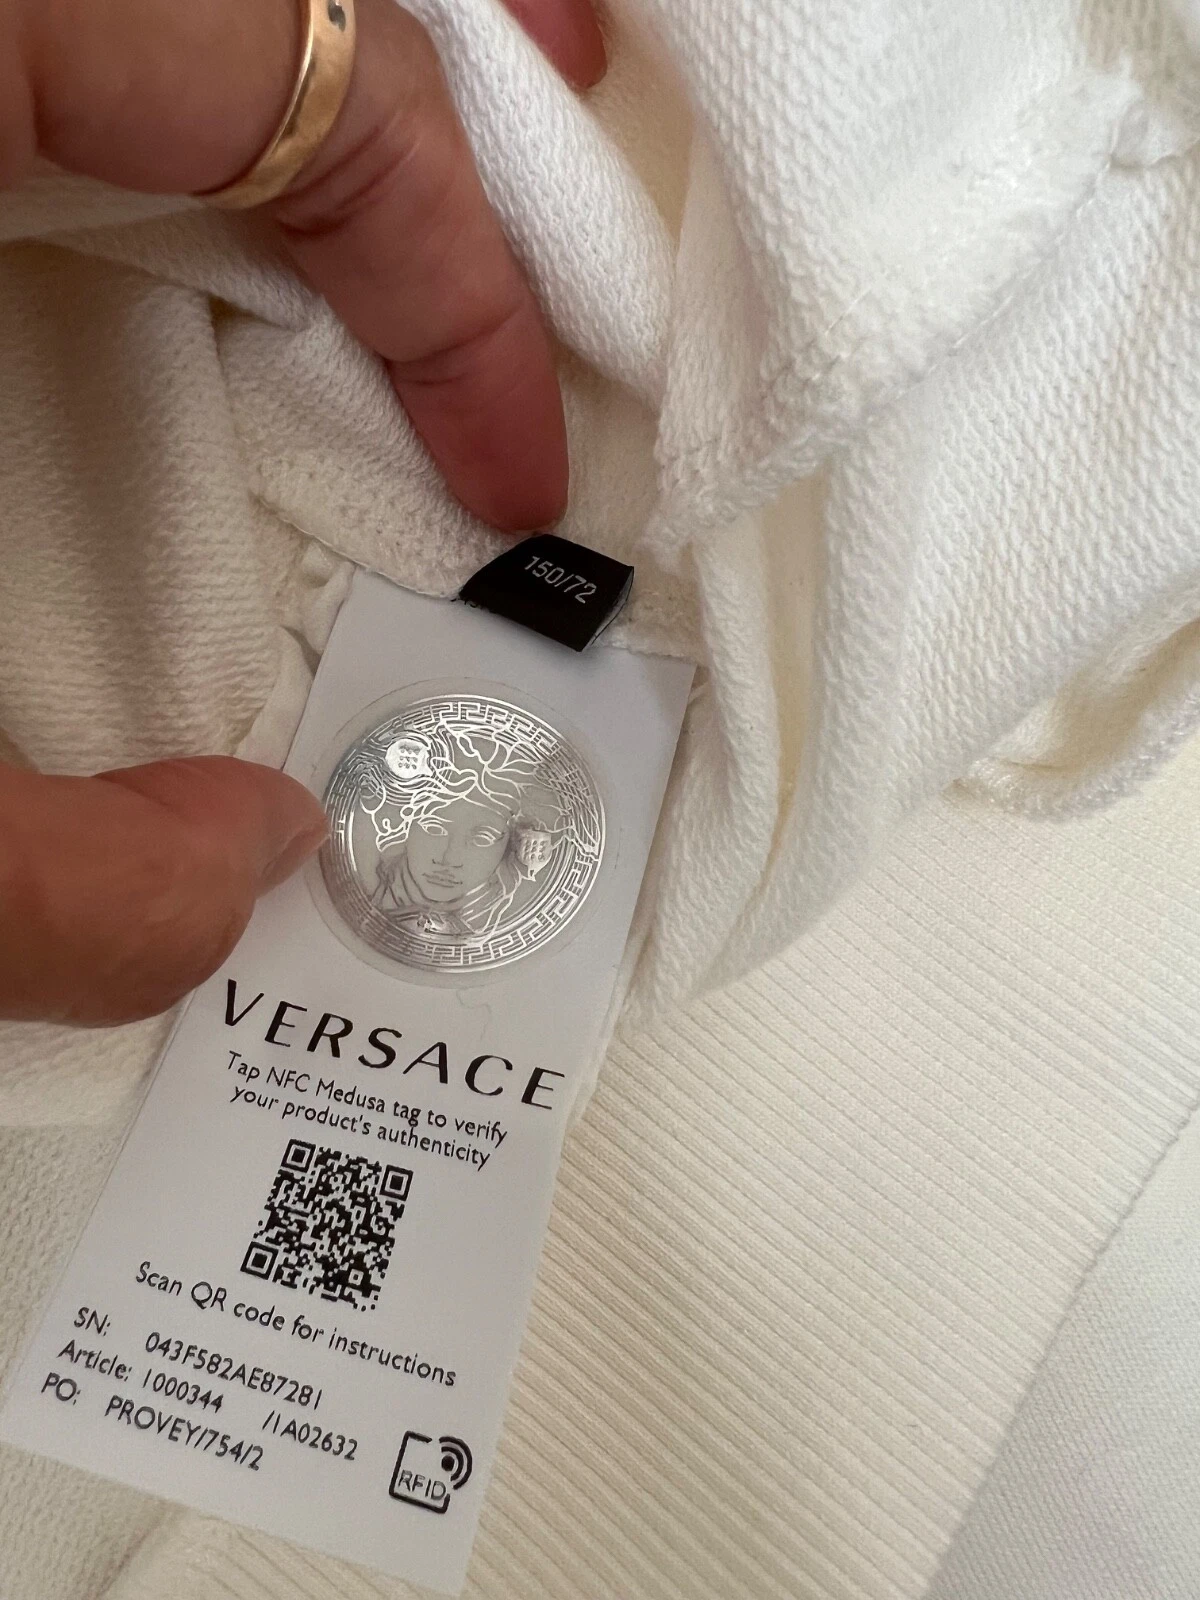 150/72
VERSACE
Tap NFC Medusa tag to verify
your product's authenticity
Scan QR code for instructions
SN: 043F582AE87281
Article: 1000344 /1A02632
PO: PROVEY/754/2
RFID